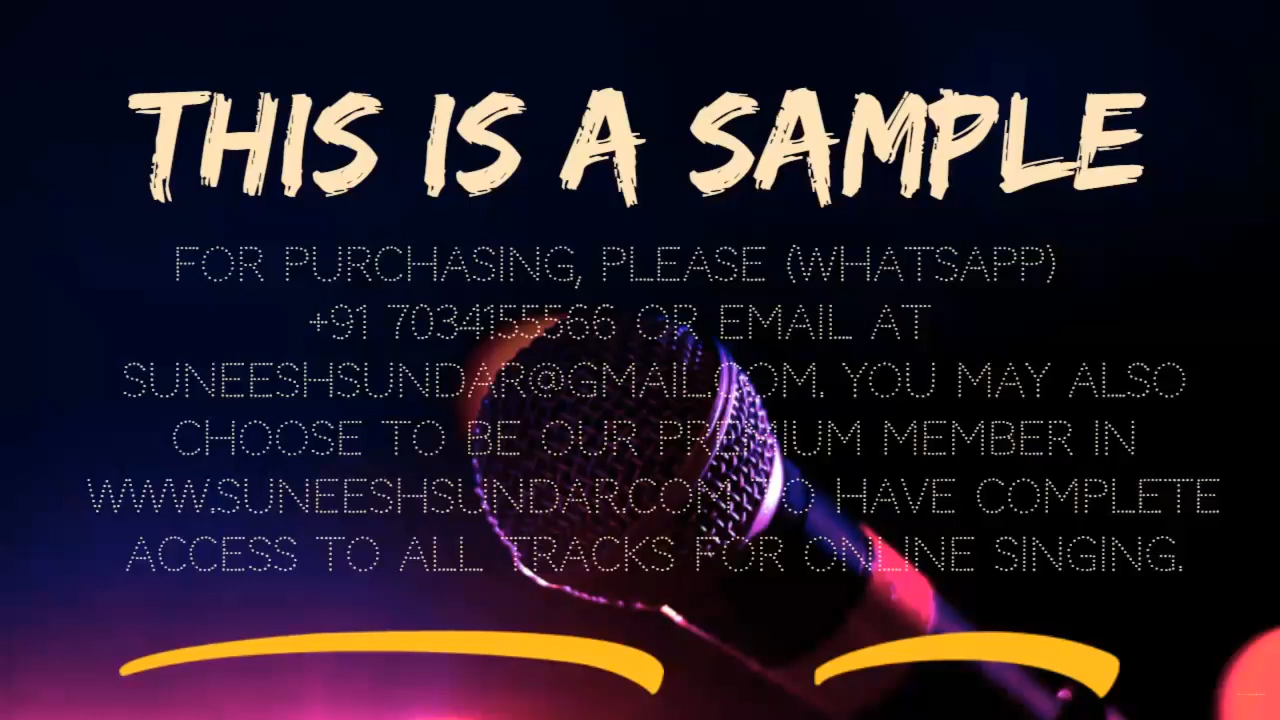 THIS IS A SAMPLE
FOR PURCHASING, PLEASE (WHATSAPP)
+91 7034155566 OR EMAIL AT
SUNEESHSUNDAR@GMAIL.COM. YOU MAY ALSO
CHOOSE TO BE OUR PREMIUM MEMBER IN
WWW.SUNEESHSUNDAR.COM TO HAVE COMPLETE
ACCESS TO ALL TRACKS FOR ONLINE SINGING.